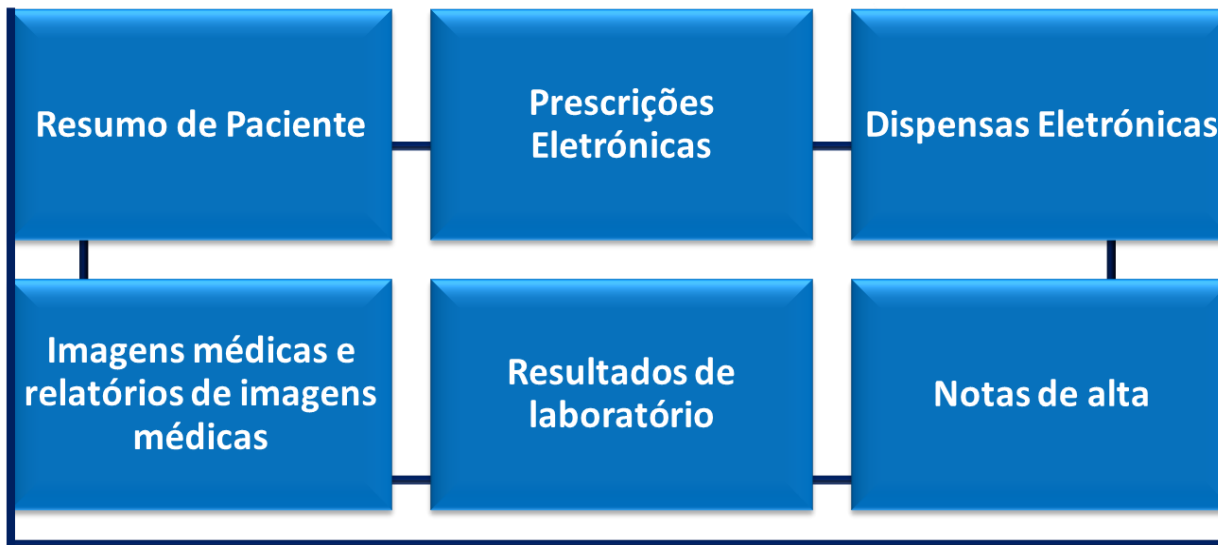 Resumo de Paciente
Prescrições
Eletrónicas
Dispensas Eletrónicas
Imagens médicas e
relatórios de imagens
médicas
Resultados de
laboratório
Notas de alta